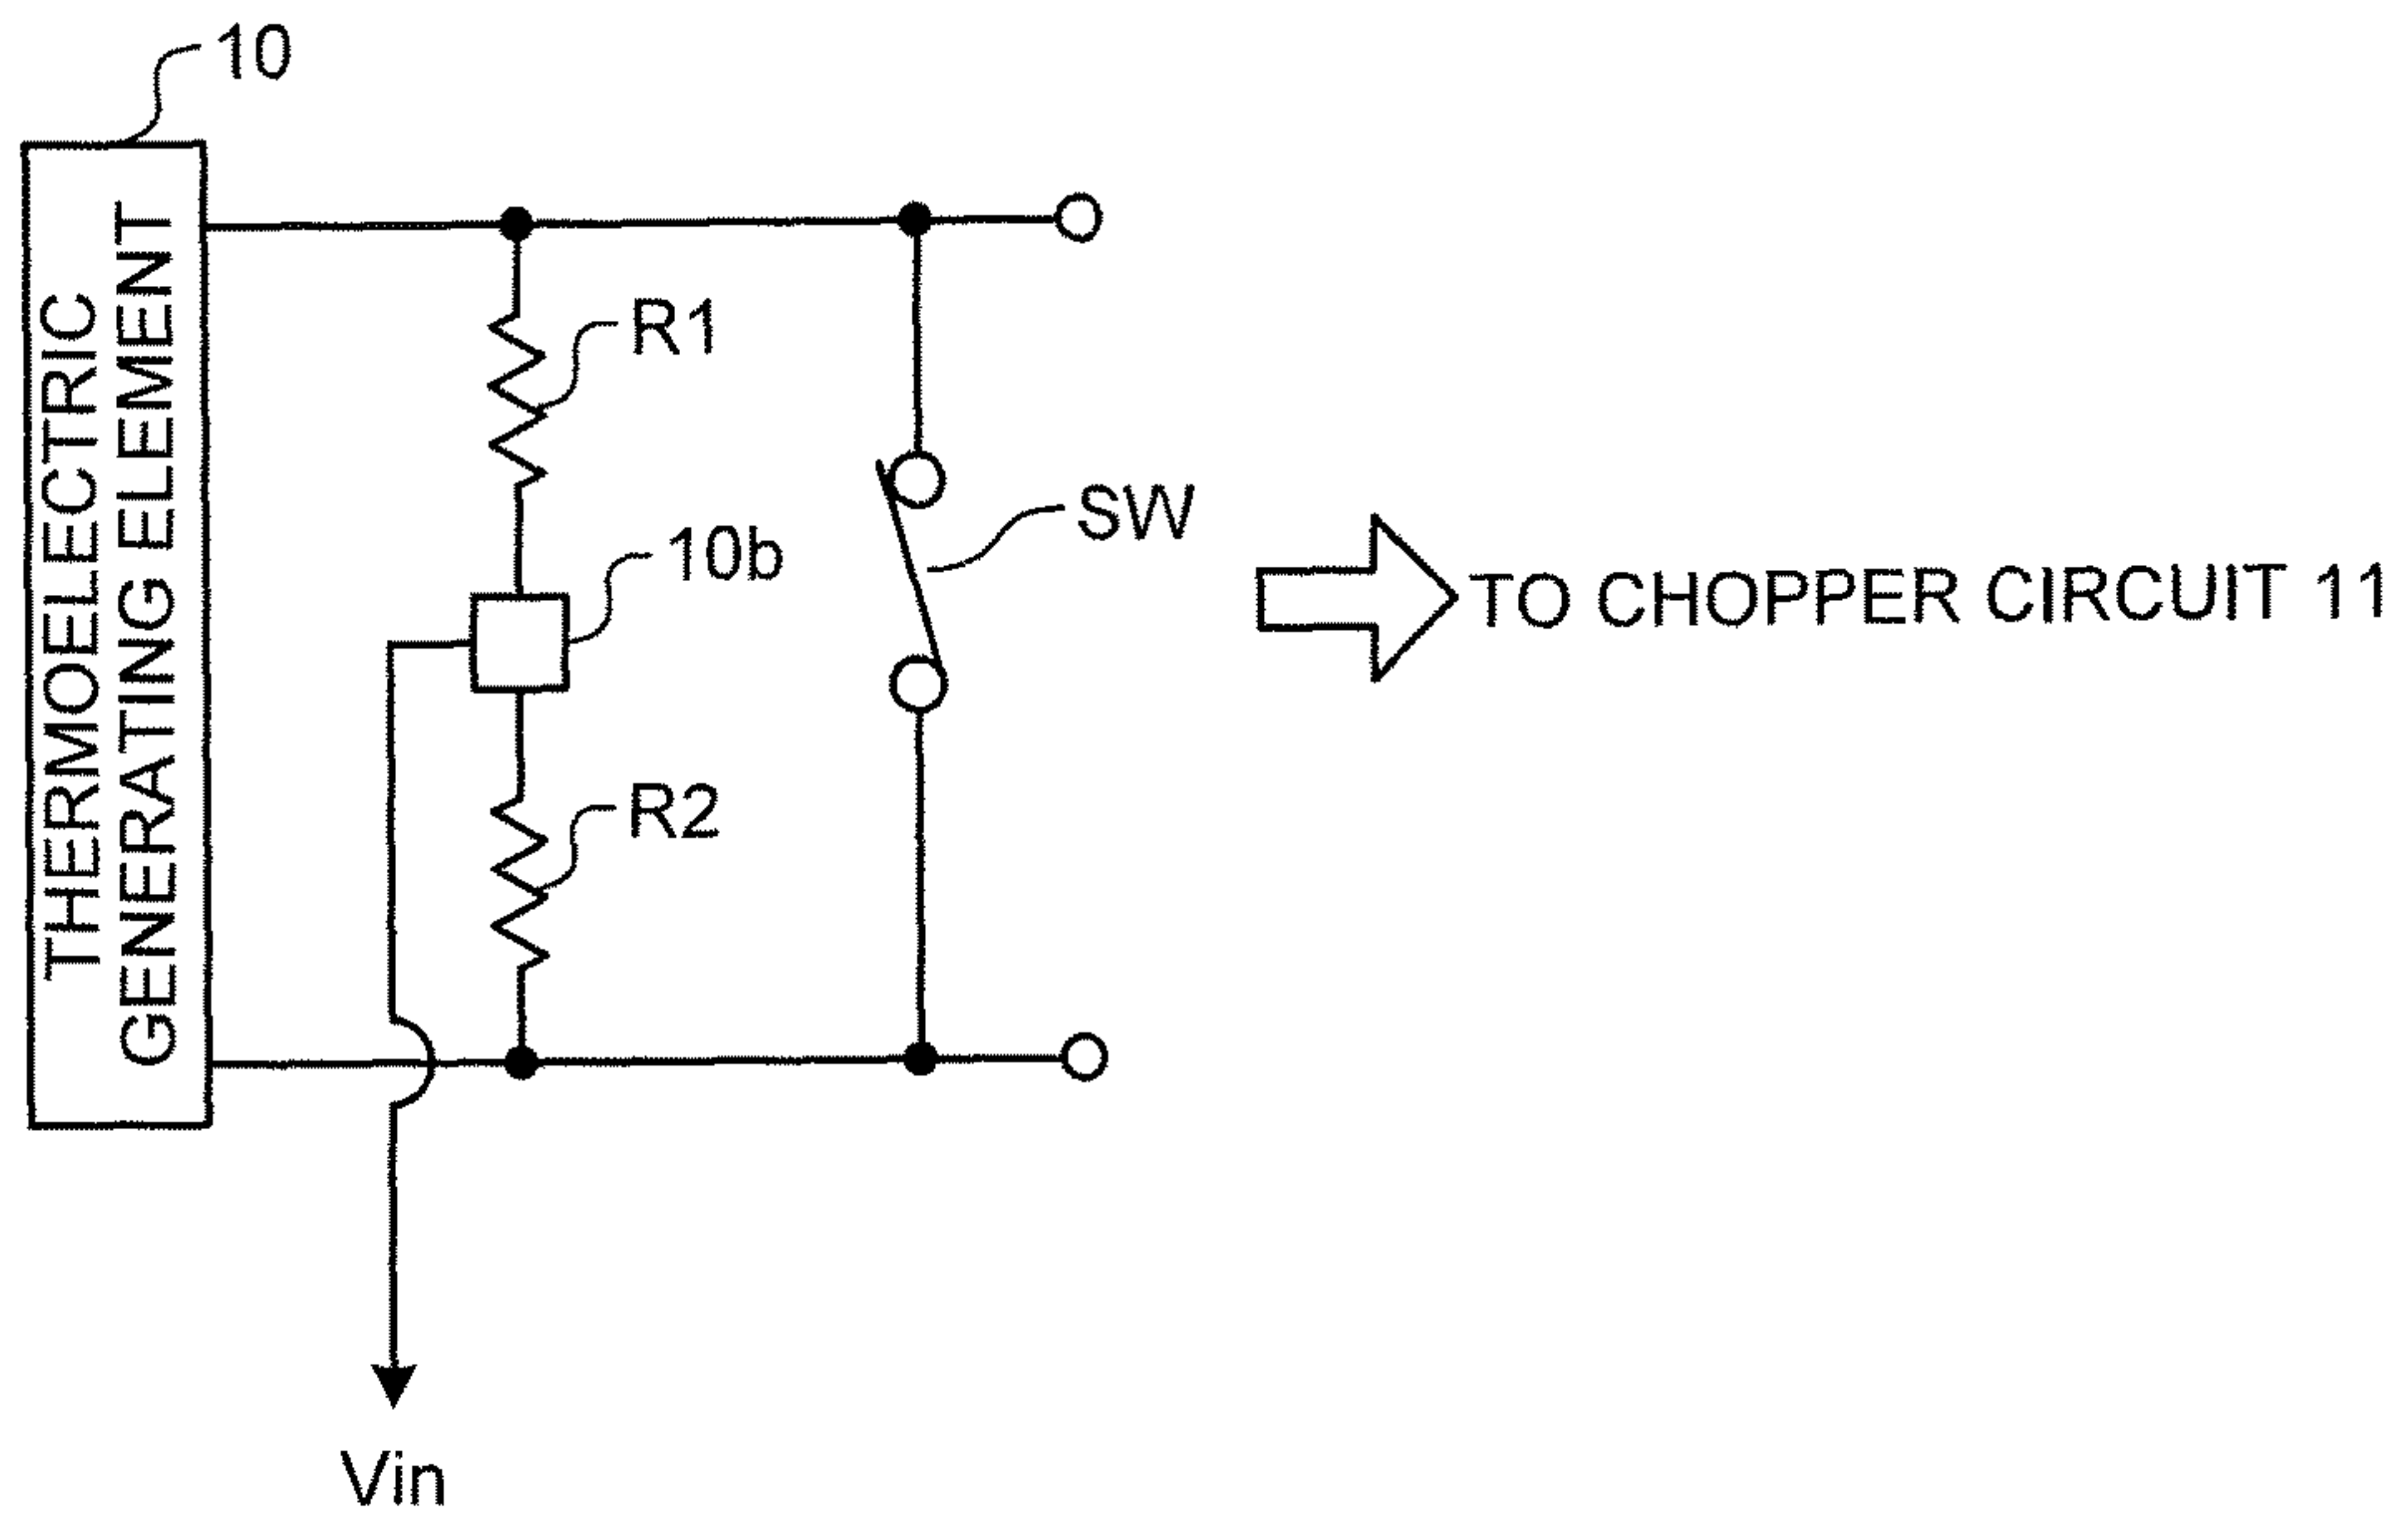 10
THERMOELECTRIC
GENERATING ELEMENT
R1
10b
SW
TO CHOPPER CIRCUIT 11
R2
Vin